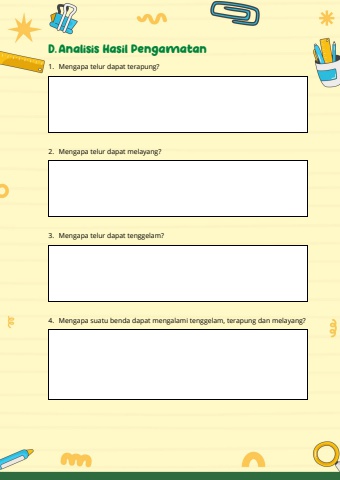 D. Analisis Hasil Pengamatan
1. Mengapa telur dapat terapung?
2. Mengapa telur dapat melayang?
3. Mengapa telur dapat tenggelam?
4. Mengapa suatu benda dapat mengalami tenggelam, terapung dan melayang?